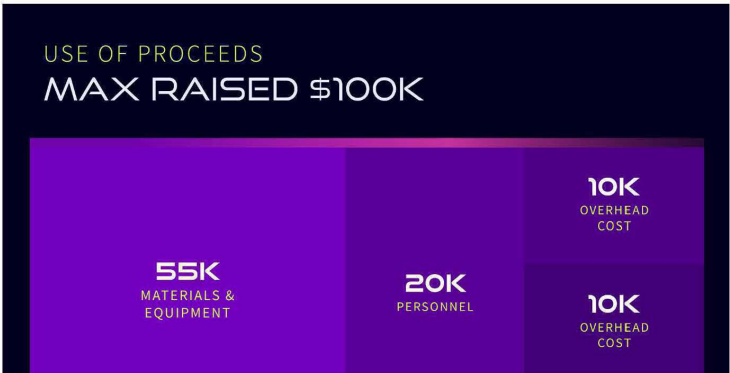 USE OF PROCEEDS
MAX RAISED $100K
55K
MATERIALS &
EQUIPMENT
20K
PERSONNEL
10K
OVERHEAD
COST
10K
OVERHEAD
COST